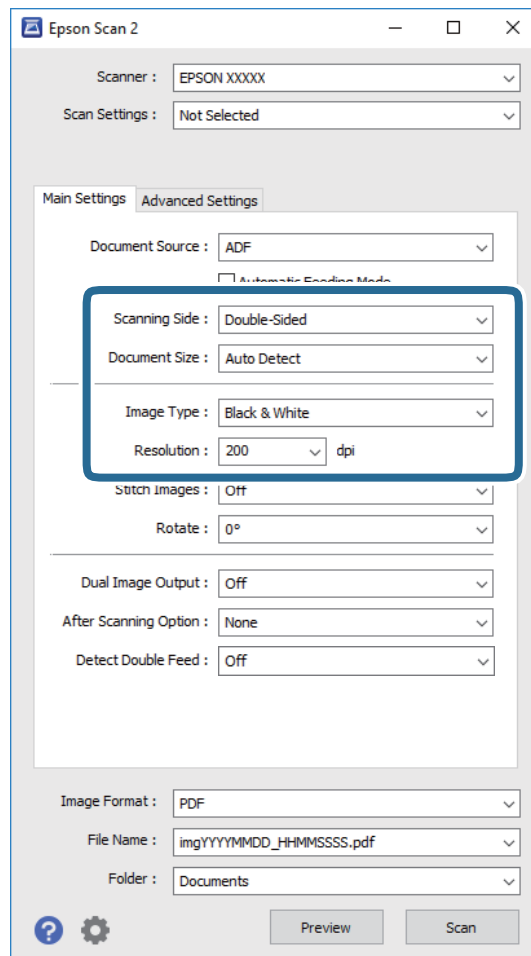 Epson Scan 2
Scanner : EPSON XXXXX
Scan Settings : Not Selected
Main Settings Advanced Settings
Document Source : ADF
Automatic Feeding Mode
Scanning Side : Double-Sided
Document Size : Auto Detect
Image Type : Black & White
Resolution : 200 dpi
Stitch Images : Off
Rotate : 0°
Dual Image Output : Off
After Scanning Option : None
Detect Double Feed : Off
Image Format : PDF
File Name : imgYYYYMMDD_HHMMSSSS.pdf
Folder : Documents
? Preview Scan